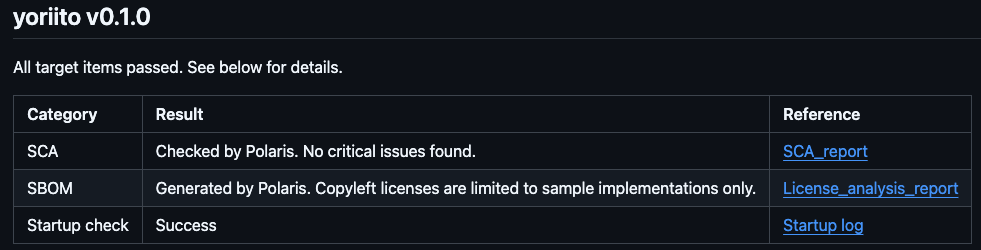 yoriito v0.1.0
All target items passed. See below for details.
Category Result Reference
SCA Checked by Polaris. No critical issues found. SCA_report
SBOM Generated by Polaris. Copyleft licenses are limited to sample implementations only. License_analysis_report
Startup check Success Startup log